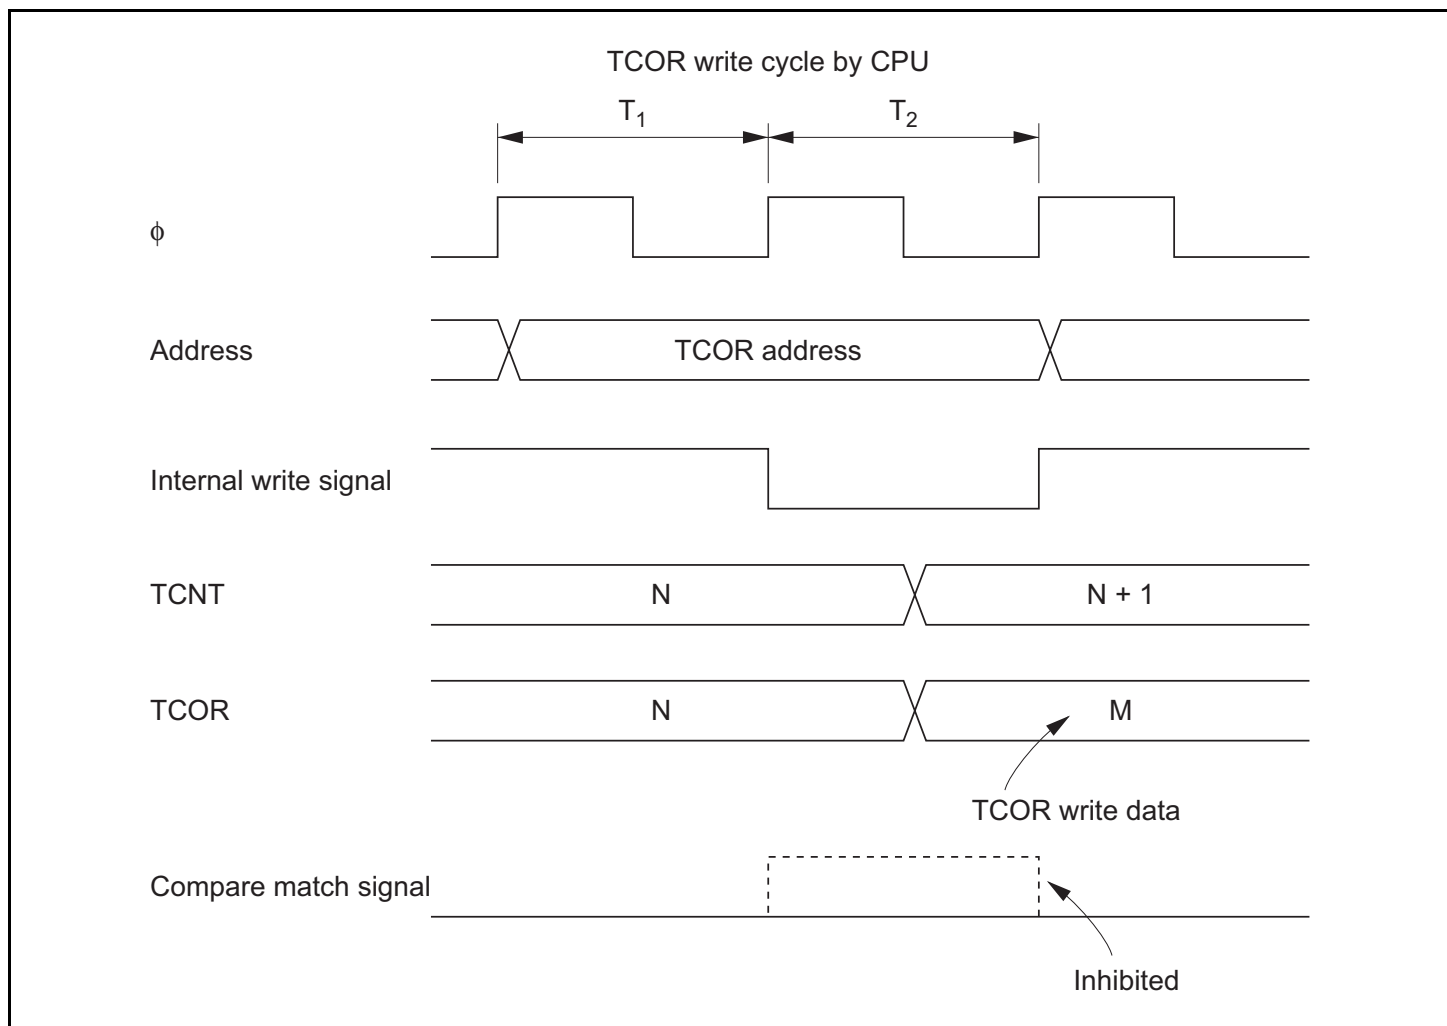 TCOR write cycle by CPU
T1 T2
ϕ
Address TCOR address
Internal write signal
TCNT N N + 1
TCOR N M
TCOR write data
Compare match signal
Inhibited